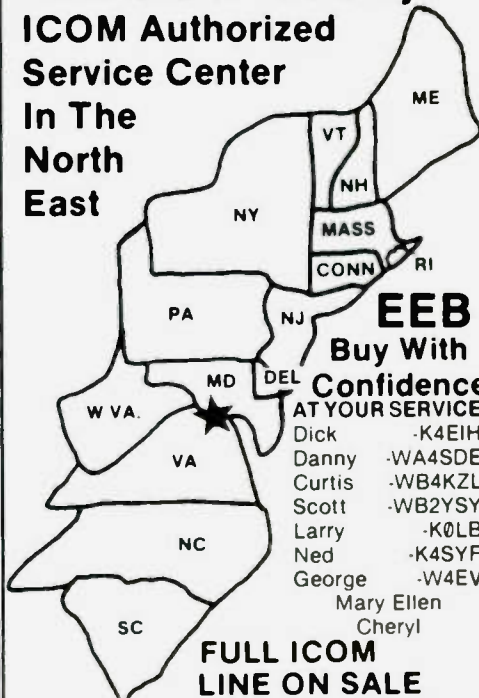 ICOM Authorized
Service Center
In The
North
East
ME
VT
NH
NY
MASS
CONN
RI
PA
NJ
EEB
Buy With
Confidence
MD
DEL
W VA.
VA
NC
SC
AT YOUR SERVICE
Dick -K4EIH
Danny -WA4SDE
Curtis -WB4KZL
Scott -WB2YSY
Larry -KØLB
Ned -K4SYF
George -W4EV
Mary Ellen
Cheryl
FULL ICOM
LINE ON SALE